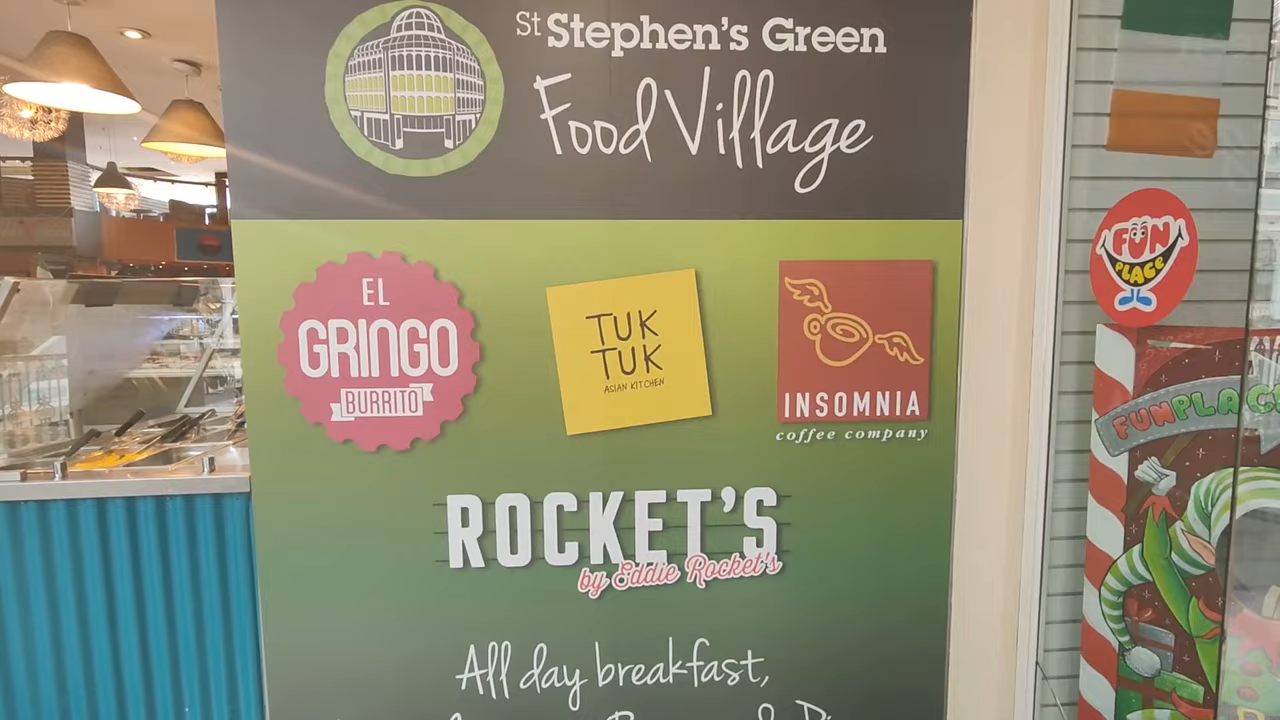 St Stephen's Green
Food Village
EL
GRINGO
BURRITO
TUK
TUK
ASIAN KITCHEN
INSOMNIA
coffee company
ROCKET'S
by Eddie Rocket's
All day breakfast,
FUN
PLACE
FUNPLAC